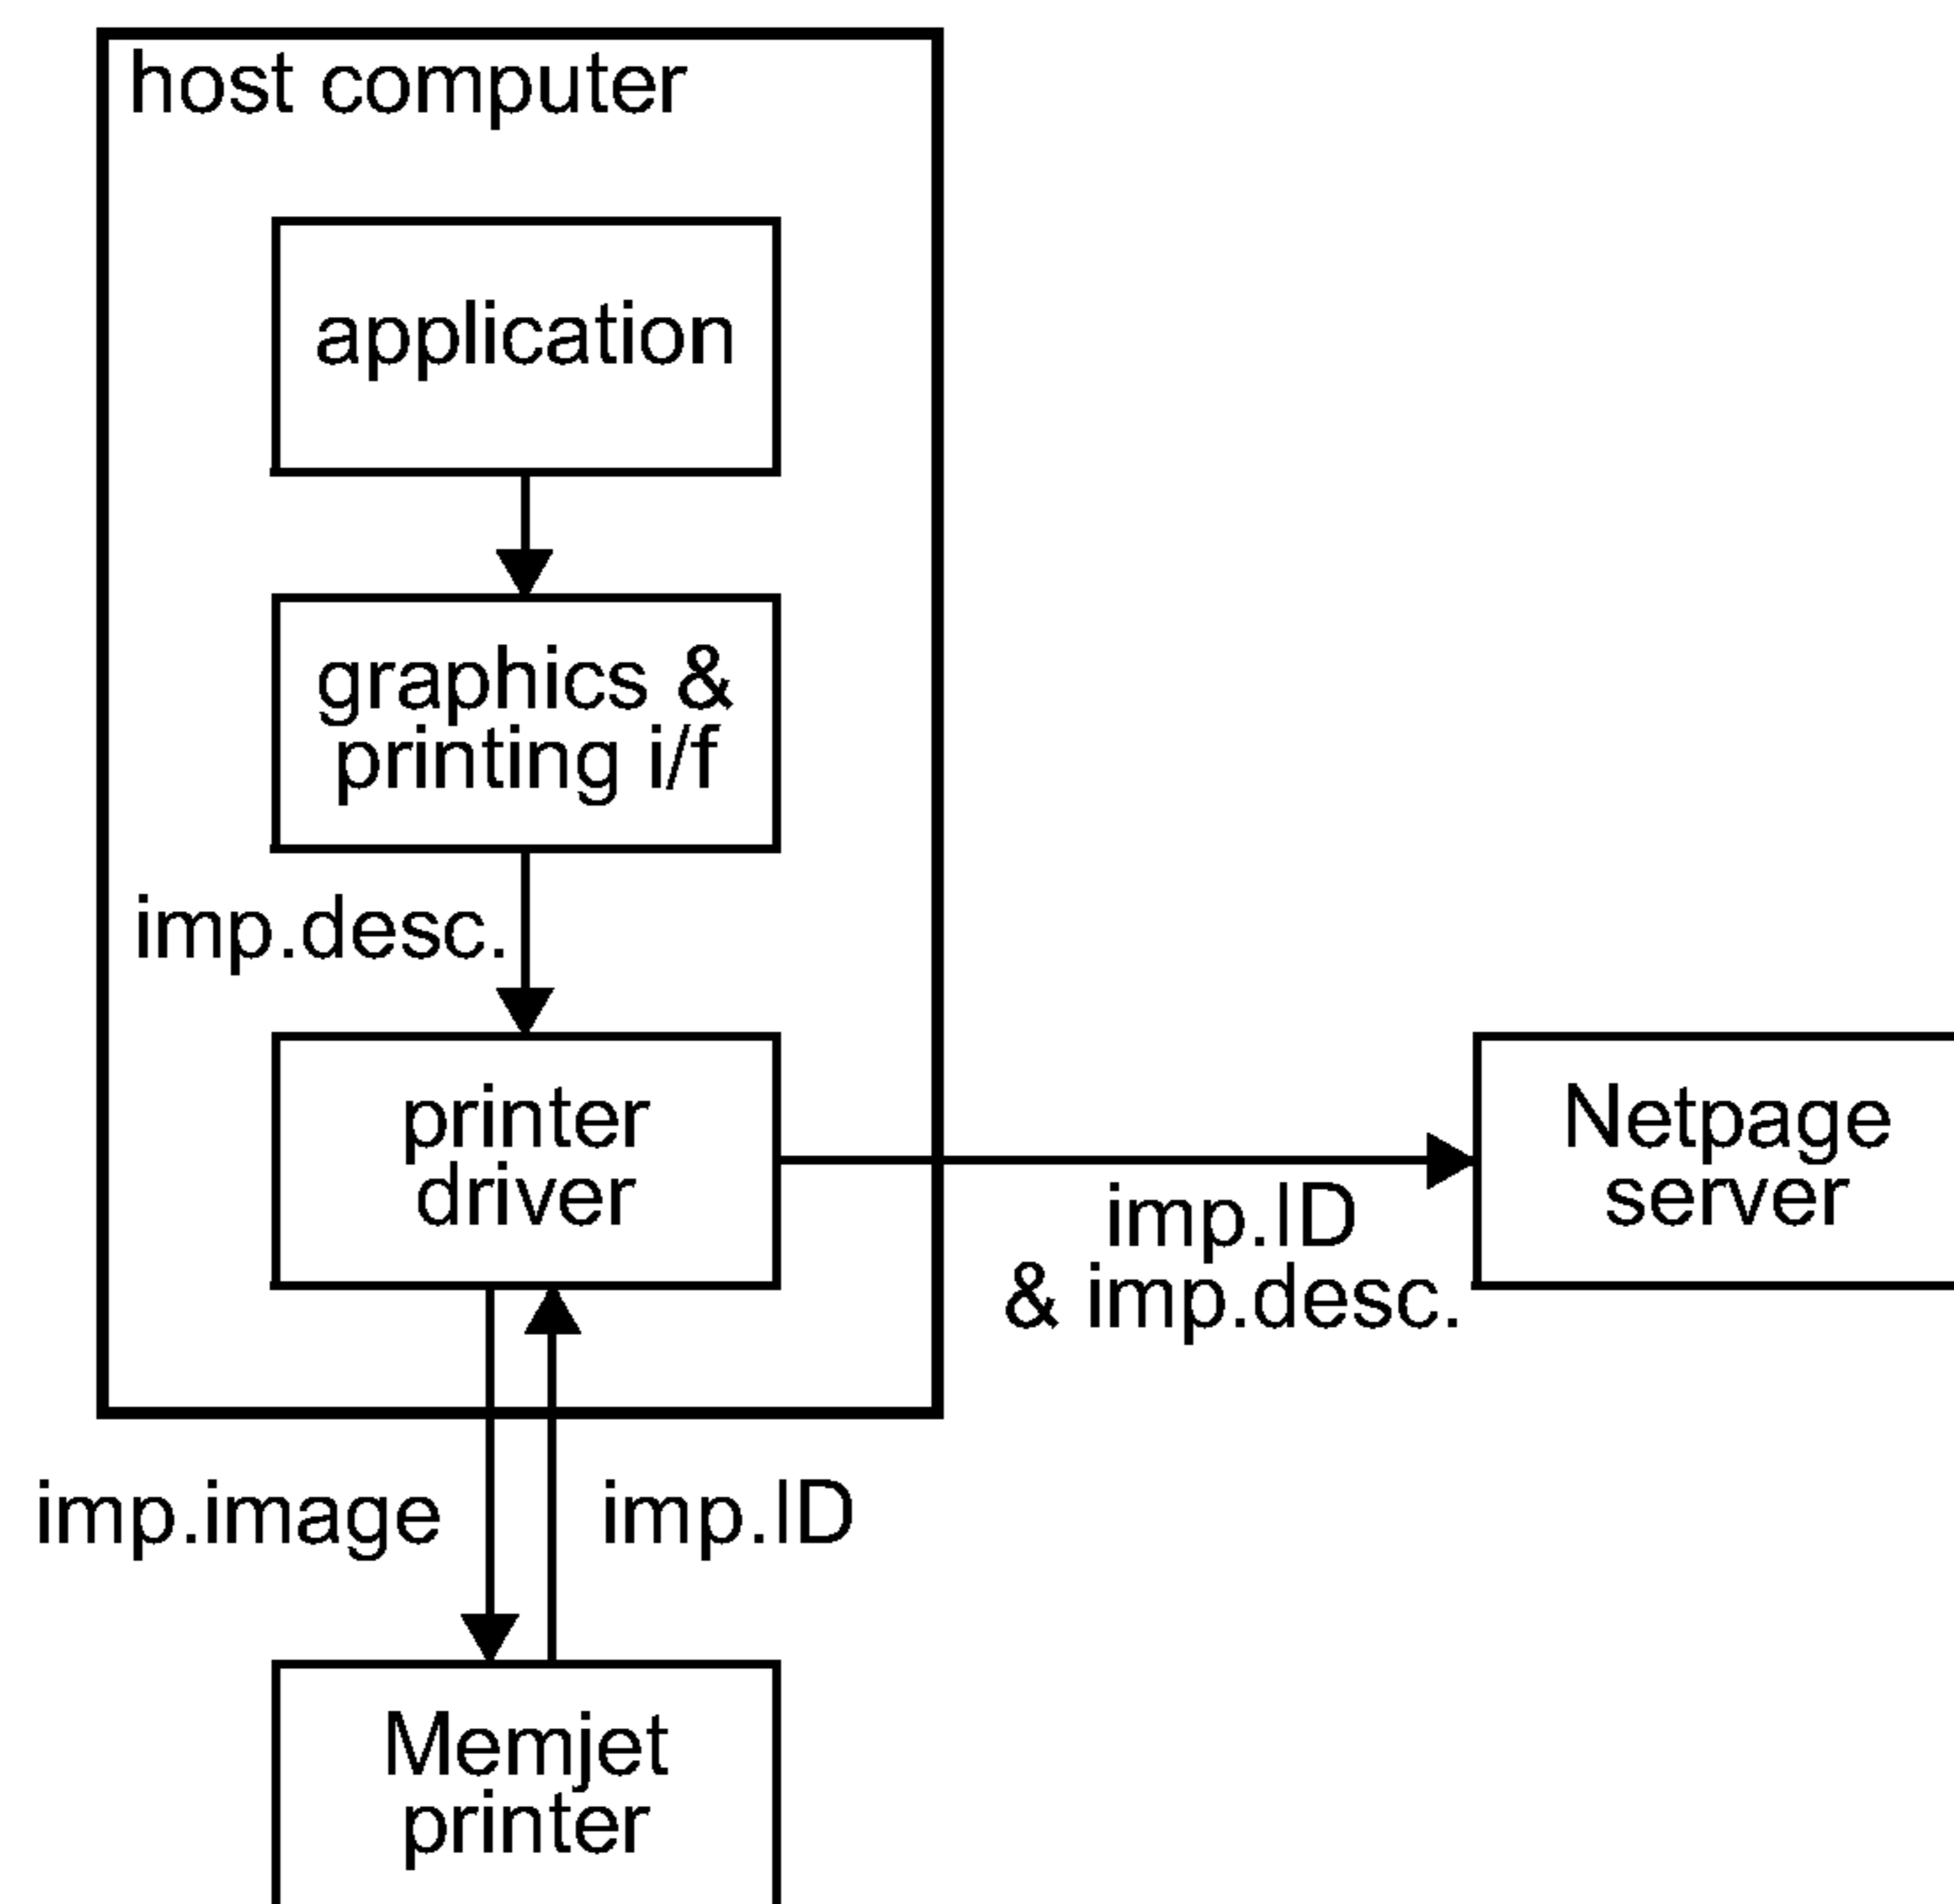 host computer
application
graphics &
printing i/f
imp.desc.
printer
driver
Netpage
server
imp.ID
& imp.desc.
imp.image
imp.ID
Memjet
printer